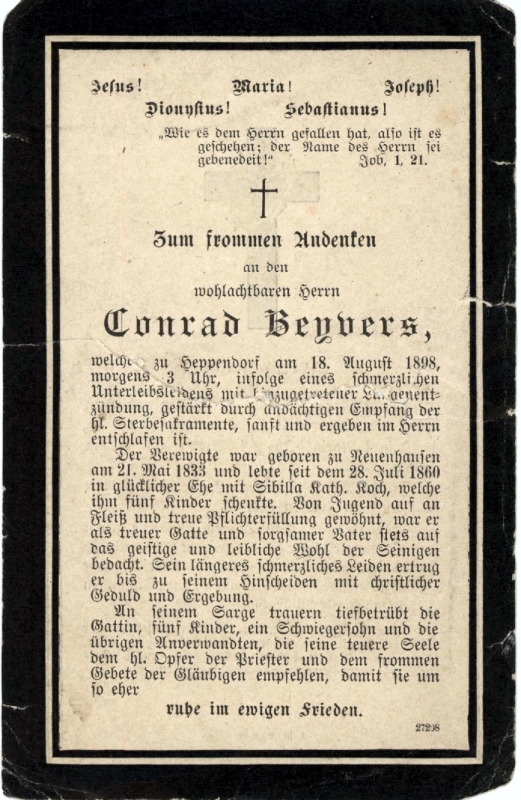 Jesus! Maria! Joseph!
Dionysius! Sebastianus!
„Wie es dem Herrn gefallen hat, also ist es
geschehen; der Name des Herrn sei
gebenedeit!“ Job, 1, 21.
Zum frommen Andenken
an den
wohlachtbaren Herrn
Conrad Beyvers,
zu Heppendorf am 18. August 1898,
morgens 3 Uhr, infolge eines schmerzlichen
Unterleibsleidens mit hinzugetretener Lungenent-
zündung, gestärkt durch andächtigen Empfang der
hl. Sterbesakramente, sanft und ergeben im Herrn
entschlafen ist.
Der Verewigte war geboren zu Neuenhausen
am 21. Mai 1833 und lebte seit dem 28. Juli 1860
in glücklicher Ehe mit Sibilla Kath. Koch, welche
ihm fünf Kinder schenkte. Von Jugend auf an
Fleiß und treue Pflichterfüllung gewöhnt, war er
als treuer Gatte und sorgsamer Vater stets auf
das geistige und leibliche Wohl der Seinigen
bedacht. Sein längeres schmerzliches Leiden ertrug
er bis zu seinem Hinscheiden mit christlicher
Geduld und Ergebung.
An seinem Sarge trauern tiefbetrübt die
Gattin, fünf Kinder, ein Schwiegersohn und die
übrigen Anverwandten, die seine teuere Seele
dem hl. Opfer der Priester und dem frommen
Gebete der Gläubigen empfehlen, damit sie um
so eher
ruhe im ewigen Frieden.